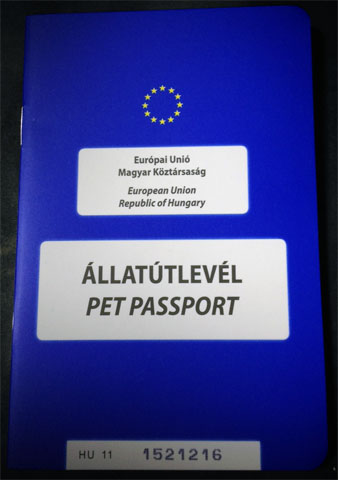 Európai Unió
Magyar Köztársaság
European Union
Republic of Hungary
ÁLLATÚTLEVÉL
PET PASSPORT
HU 11 1521216